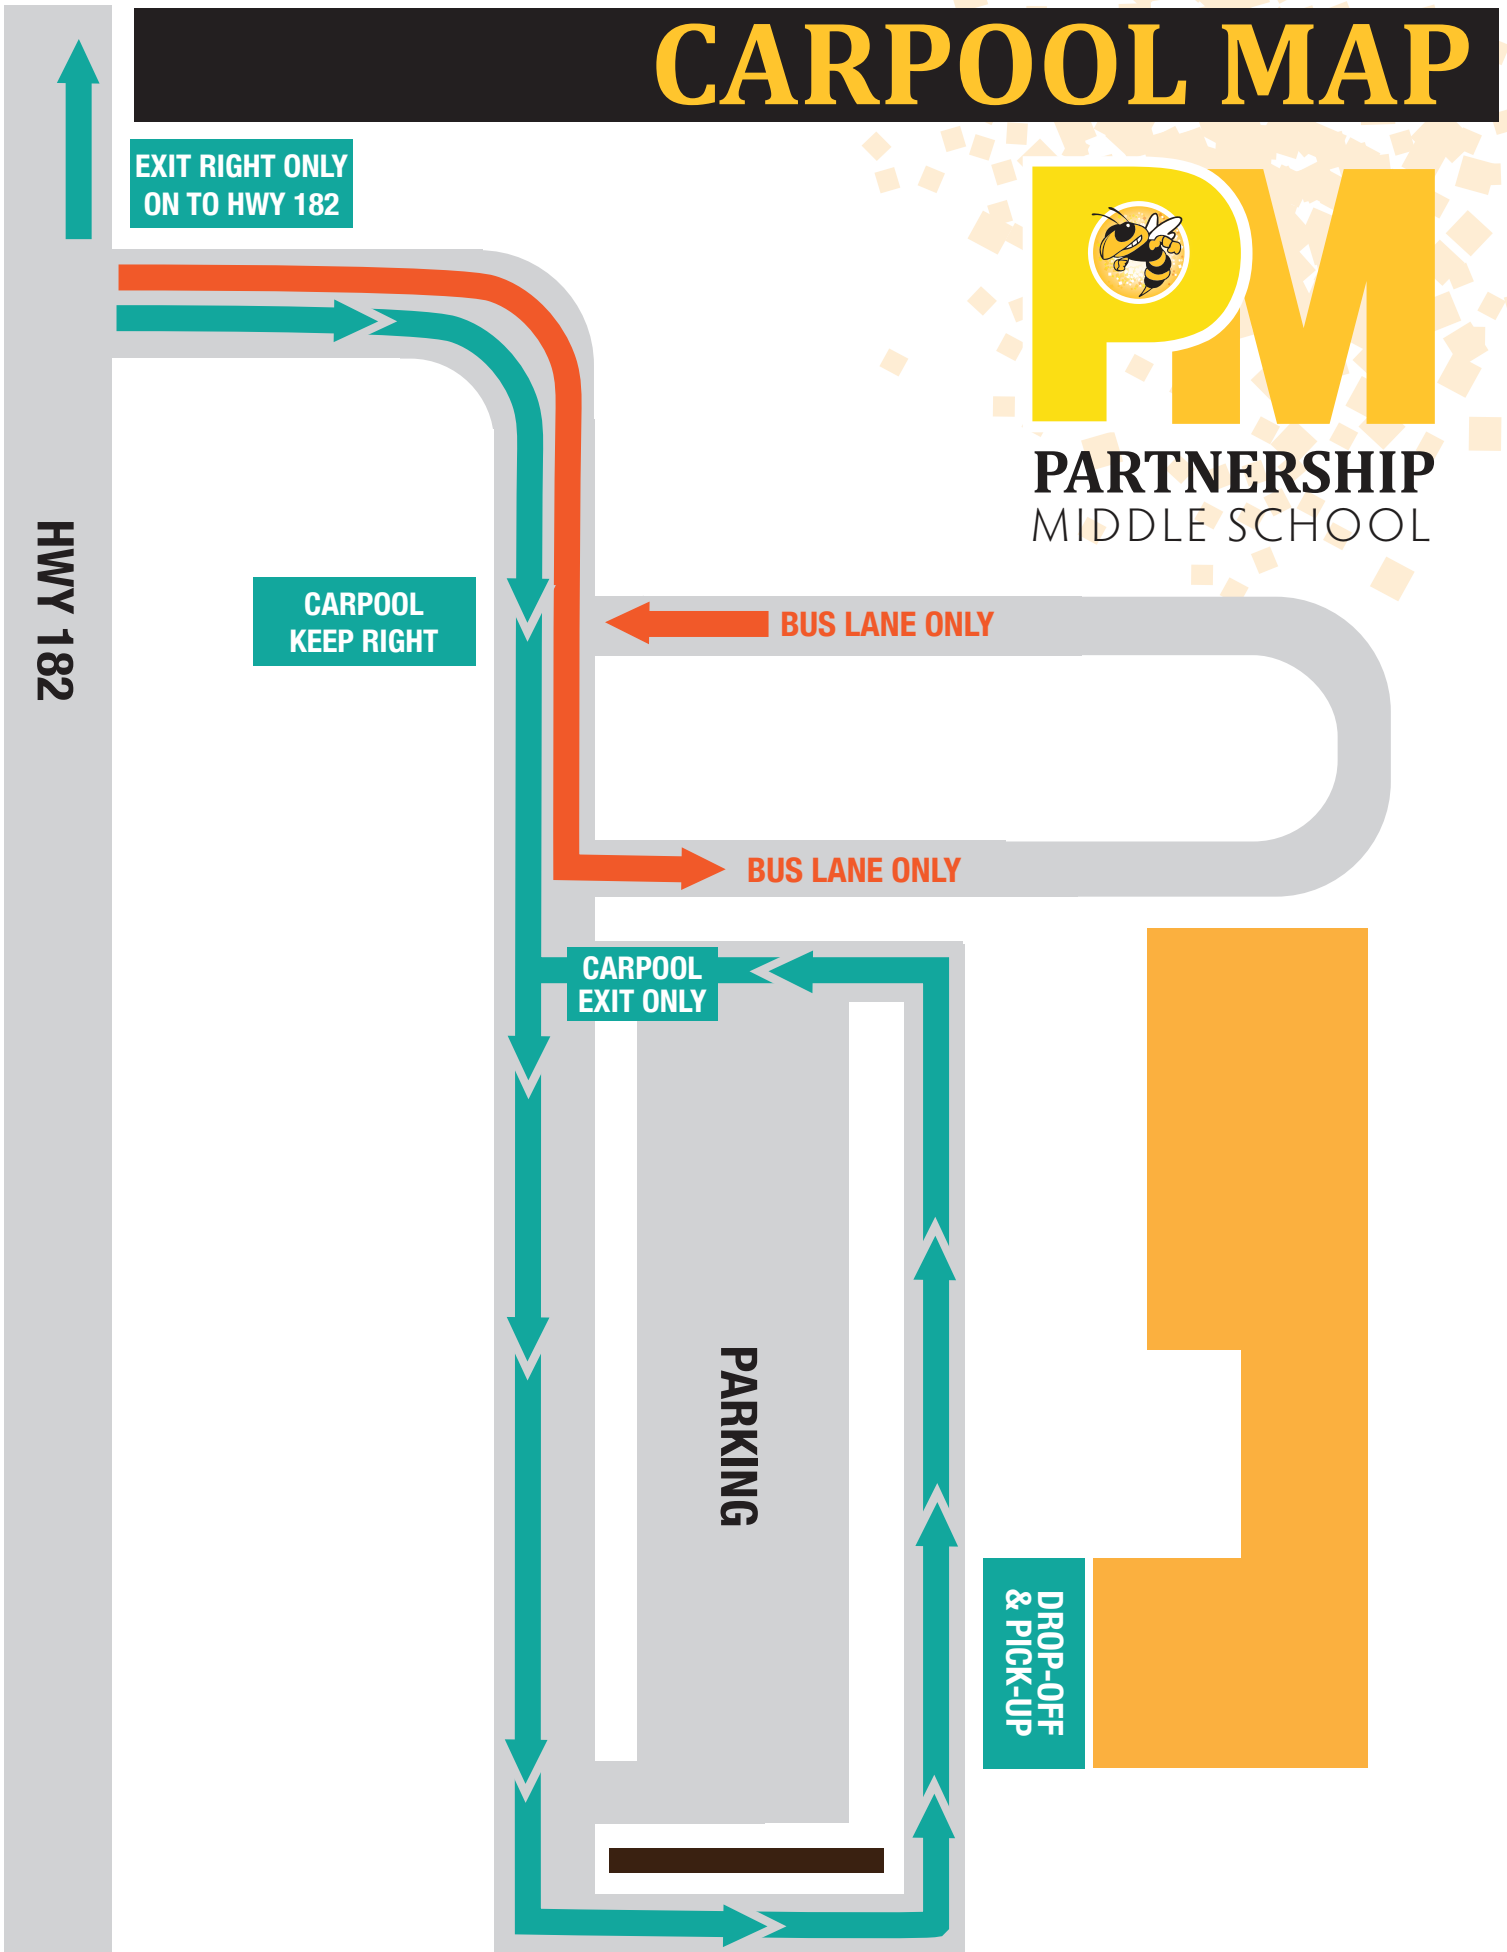 CARPOOL MAP
EXIT RIGHT ONLY
ON TO HWY 182
PM
PARTNERSHIP
MIDDLE SCHOOL
HWY 182
CARPOOL
KEEP RIGHT
BUS LANE ONLY
BUS LANE ONLY
CARPOOL
EXIT ONLY
PARKING
DROP-OFF
& PICK-UP